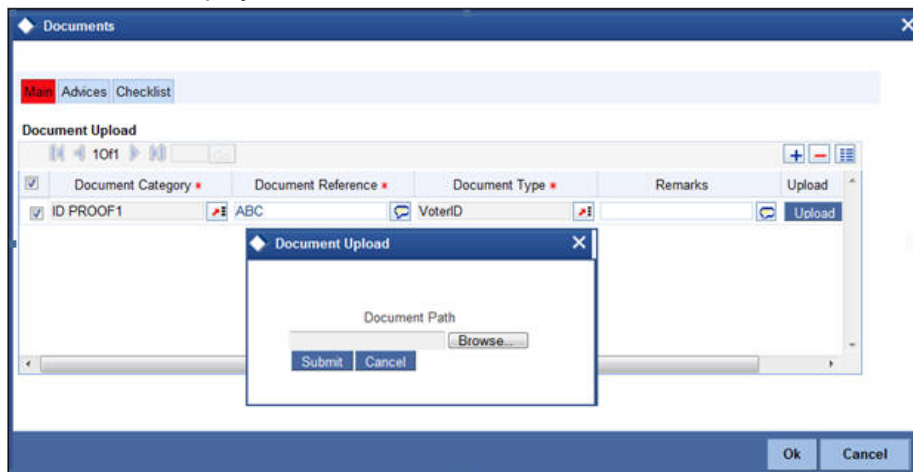 Documents
Main Advices Checklist
Document Upload
1Of1
Document Category * Document Reference * Document Type * Remarks Upload
ID PROOF1 ABC VoterID Upload
Document Upload
Document Path
Browse...
Submit Cancel
Ok Cancel